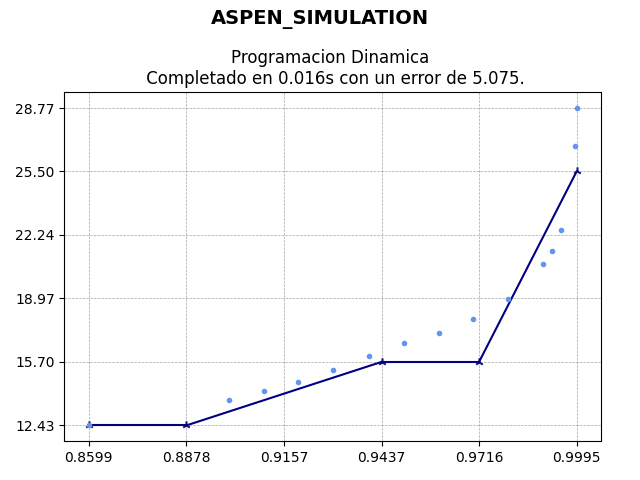 ASPEN_SIMULATION
Programacion Dinamica
Completado en 0.016s con un error de 5.075.
28.77
25.50
22.24
18.97
15.70
12.43
0.8599 0.8878 0.9157 0.9437 0.9716 0.9995